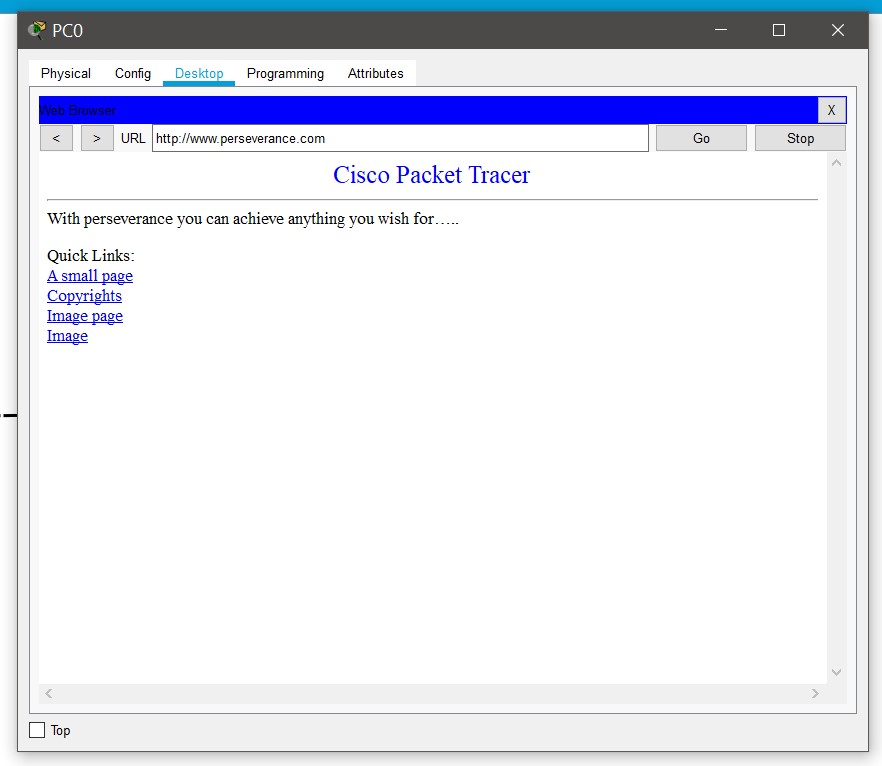 PC0
Physical Config Desktop Programming Attributes
Web Browser X
< > URL http://www.perseverance.com Go Stop
Cisco Packet Tracer
With perseverance you can achieve anything you wish for…..
Quick Links:
A small page
Copyrights
Image page
Image
Top